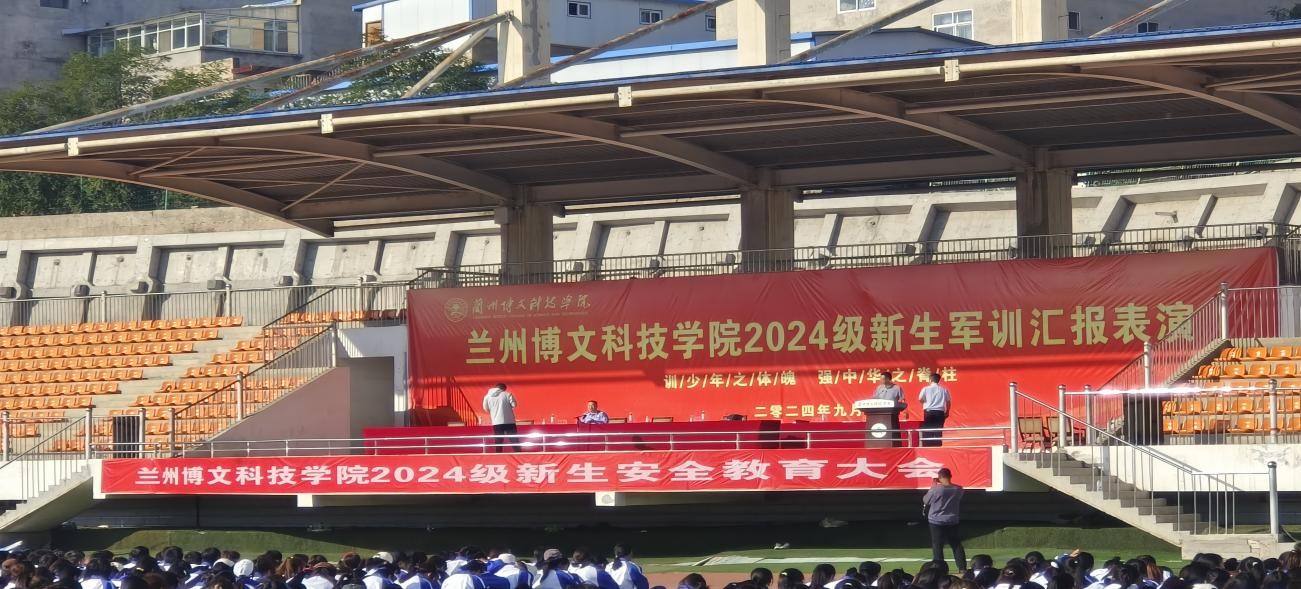 兰州博文科技学院
兰州博文科技学院2024级新生军训汇报表演
训/少/年/之/体/魄 强/中/华/之/脊/柱
二零二四年九月
兰州博文科技学院2024级新生安全教育大会